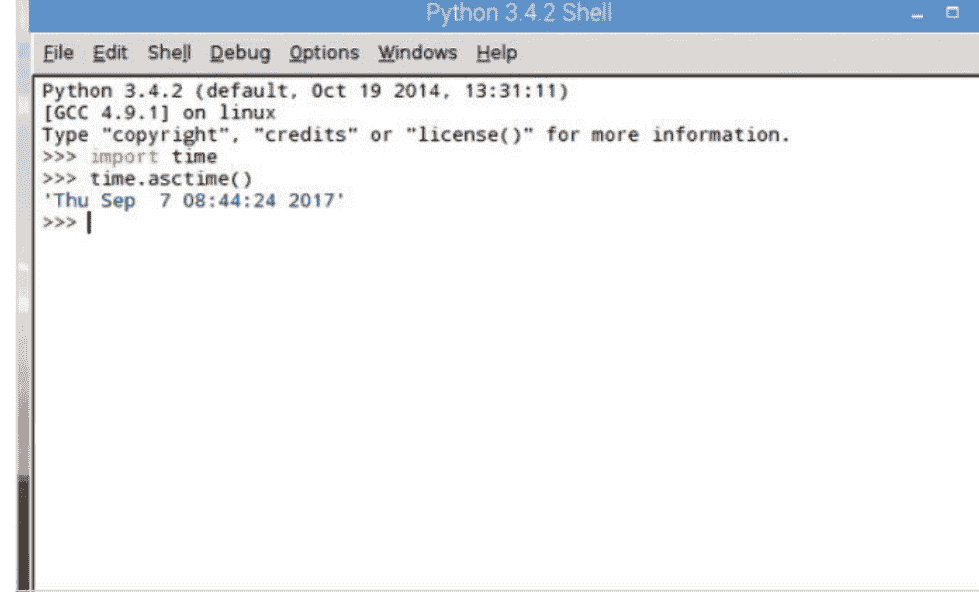 Python 3.4.2 Shell
File Edit Shell Debug Options Windows Help
Python 3.4.2 (default, Oct 19 2014, 13:31:11)
[GCC 4.9.1] on linux
Type "copyright", "credits" or "license()" for more information.
>>> import time
>>> time.asctime()
'Thu Sep  7 08:44:24 2017'
>>>